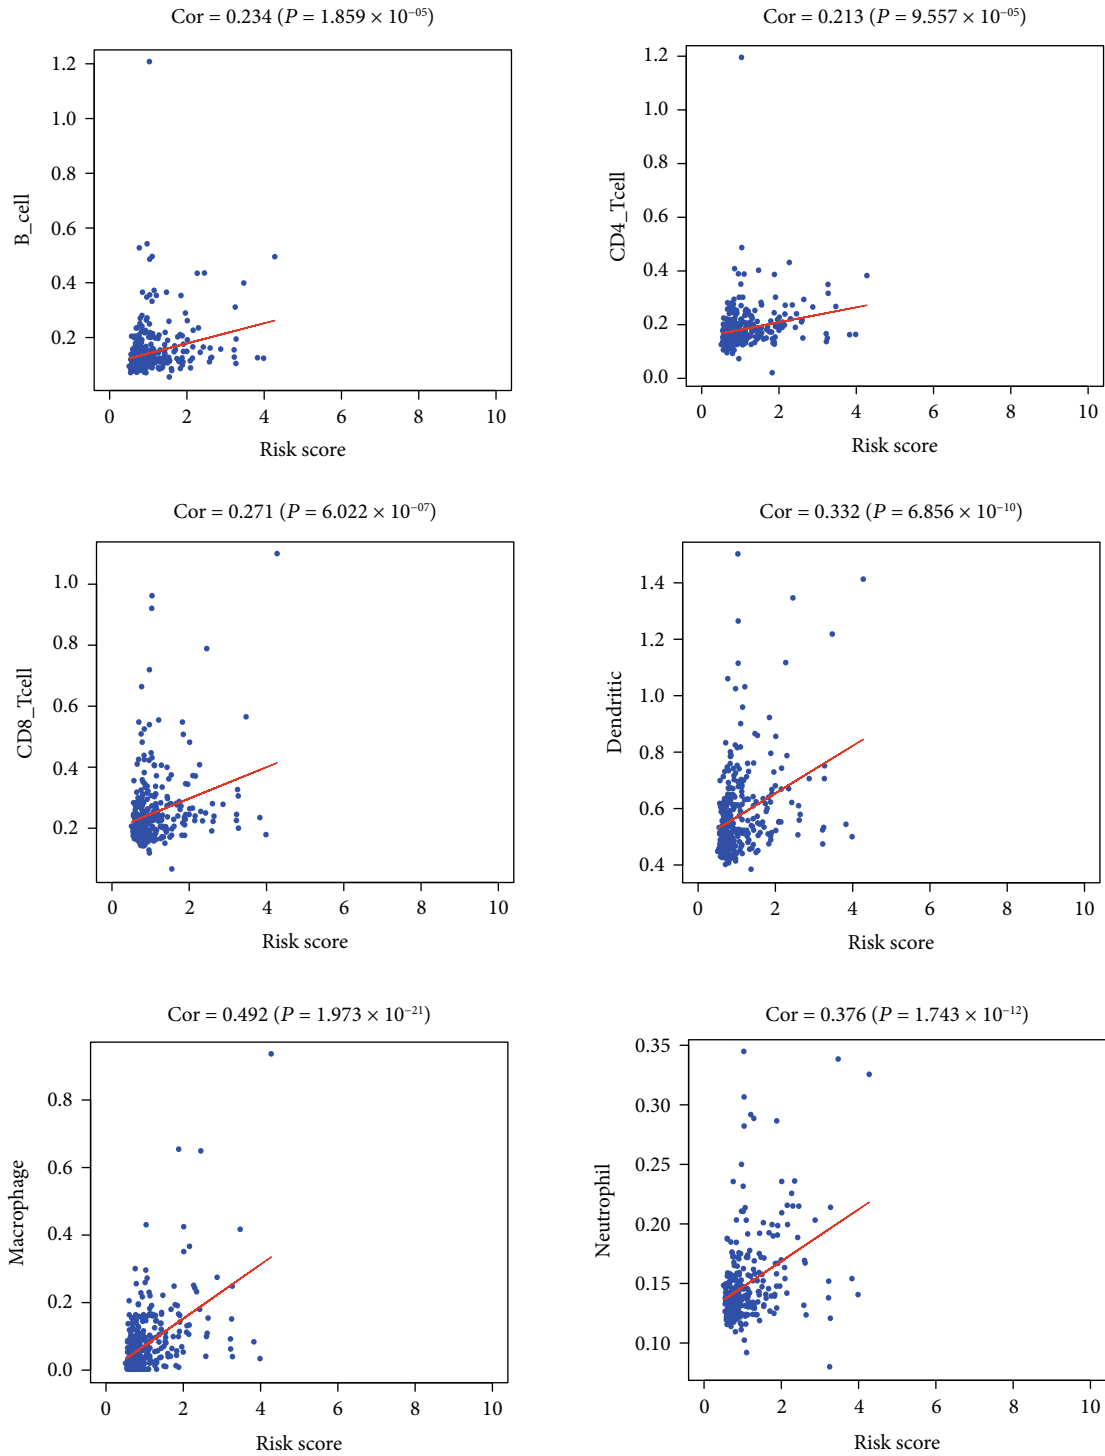 Cor = 0.234 (P = 1.859 × 10⁻⁰⁵)
1.2
1.0
0.8
0.6
0.4
0.2
B_cell
0 2 4 6 8 10
Risk score
Cor = 0.213 (P = 9.557 × 10⁻⁰⁵)
1.2
1.0
0.8
0.6
0.4
0.2
0.0
CD4_Tcell
0 2 4 6 8 10
Risk score
Cor = 0.271 (P = 6.022 × 10⁻⁰⁷)
1.0
0.8
0.6
0.4
0.2
CD8_Tcell
0 2 4 6 8 10
Risk score
Cor = 0.332 (P = 6.856 × 10⁻¹⁰)
1.4
1.2
1.0
0.8
0.6
0.4
Dendritic
0 2 4 6 8 10
Risk score
Cor = 0.492 (P = 1.973 × 10⁻²¹)
0.8
0.6
0.4
0.2
0.0
Macrophage
0 2 4 6 8 10
Risk score
Cor = 0.376 (P = 1.743 × 10⁻¹²)
0.35
0.30
0.25
0.20
0.15
0.10
Neutrophil
0 2 4 6 8 10
Risk score